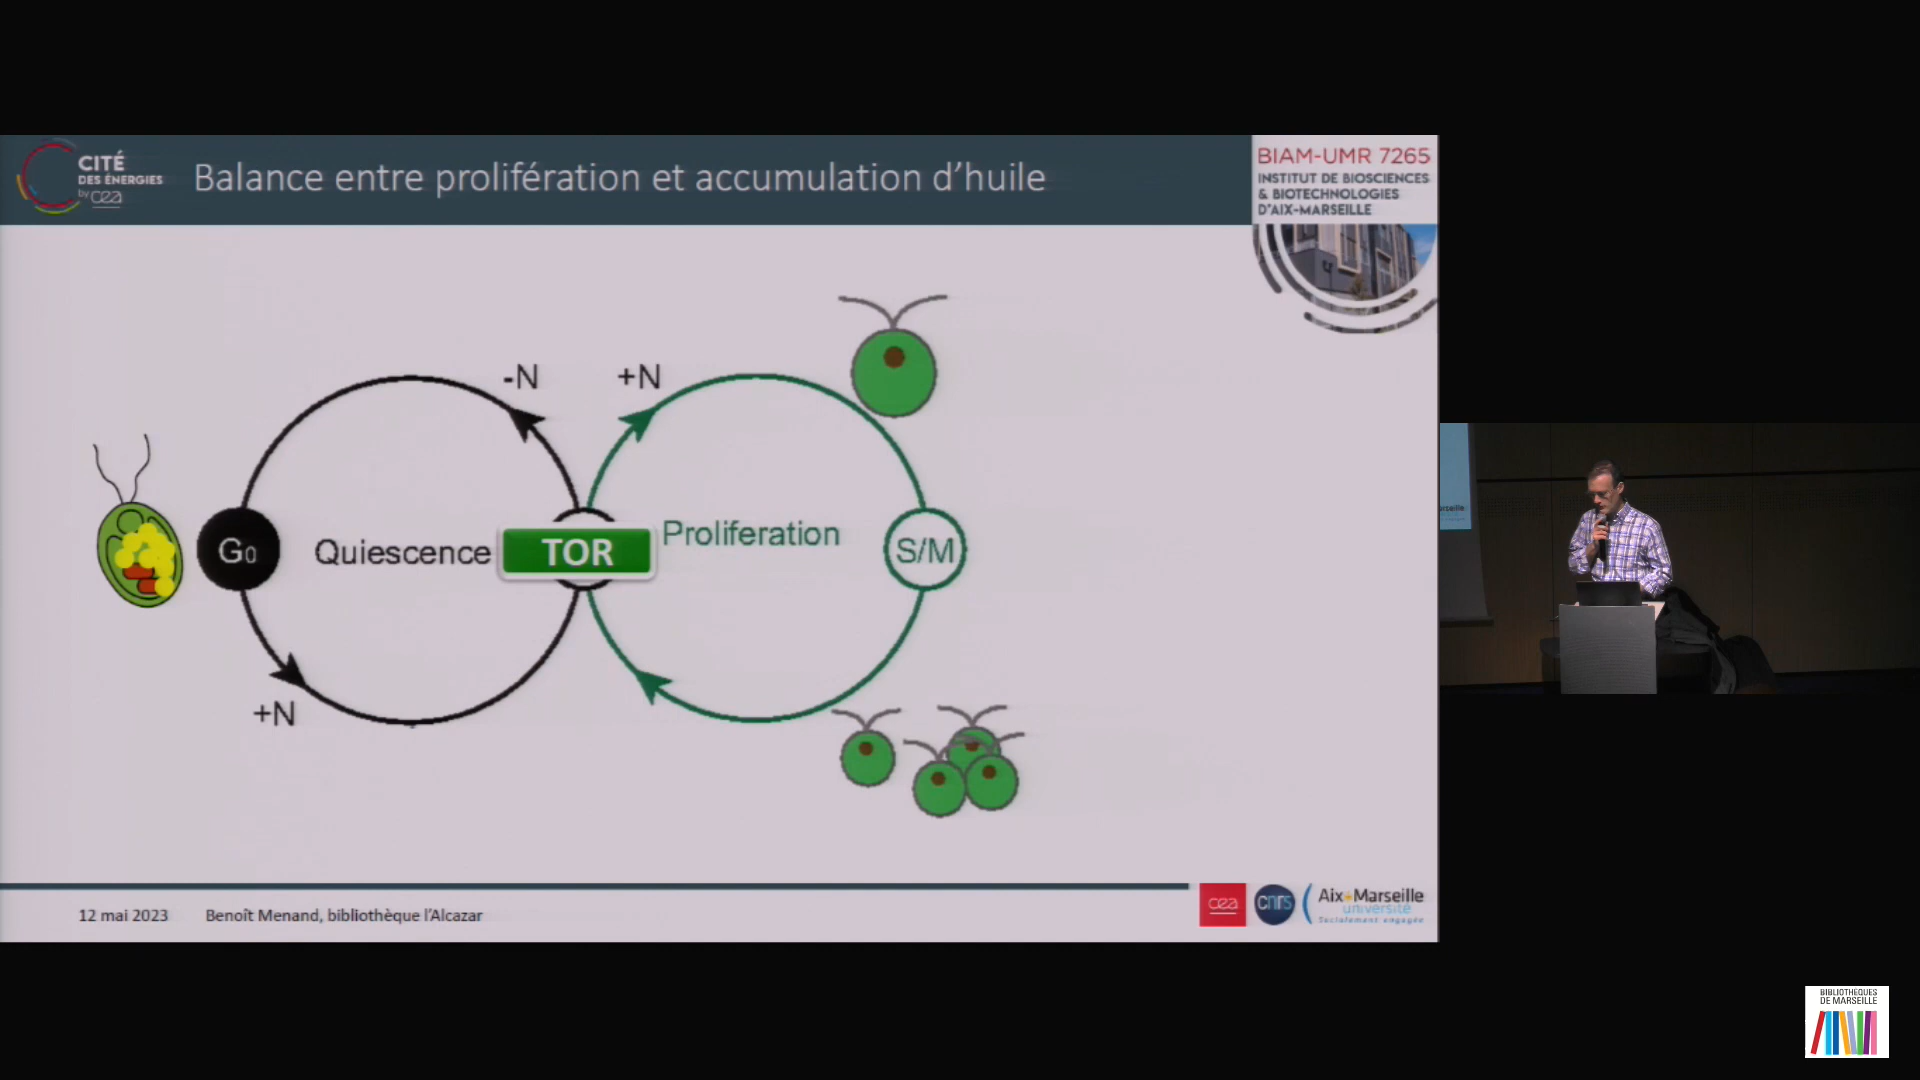 CITÉ
DES ÉNERGIES
by cea
Balance entre prolifération et accumulation d’huile
BIAM-UMR 7265
INSTITUT DE BIOSCIENCES
& BIOTECHNOLOGIES
D'AIX-MARSEILLE
-N
+N
G0
Quiescence
TOR
Proliferation
S/M
+N
12 mai 2023
Benoît Menand, bibliothèque l’Alcazar
cea
cnrs
Aix+Marseille
université
Socialement engagée
BIBLIOTHÈQUES
DE MARSEILLE